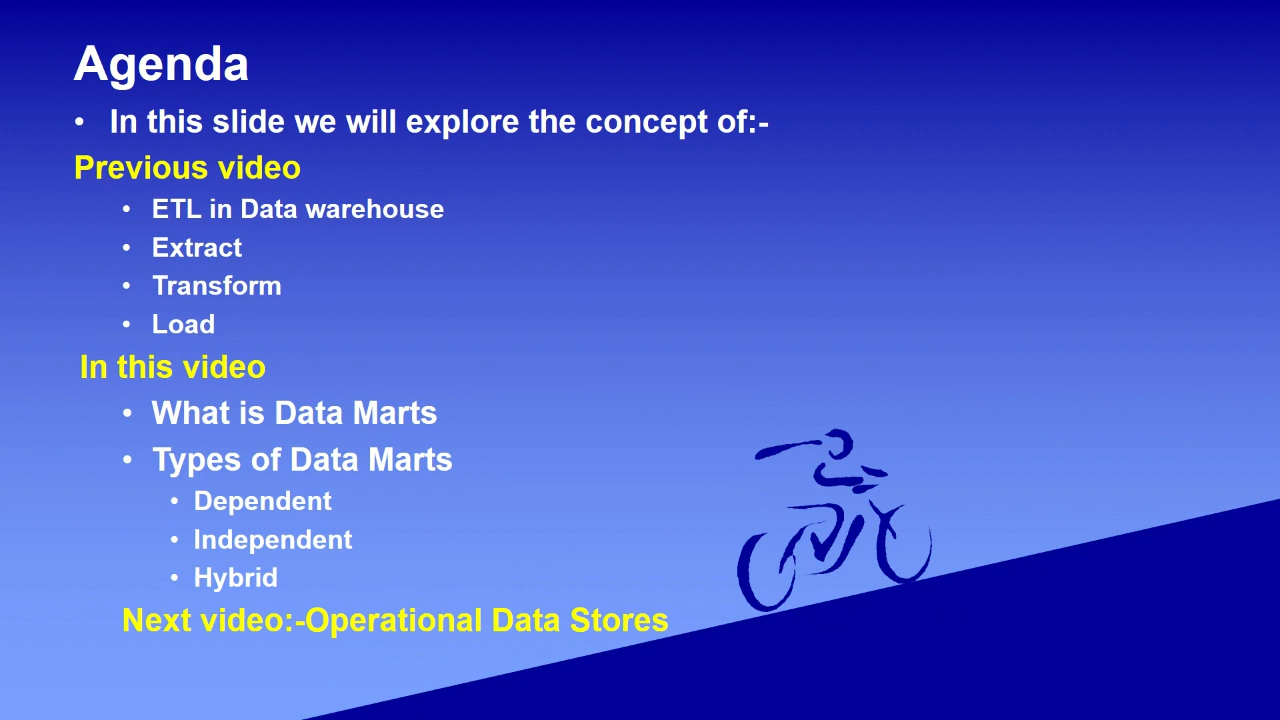 Agenda
• In this slide we will explore the concept of:-
Previous video
• ETL in Data warehouse
• Extract
• Transform
• Load
In this video
• What is Data Marts
• Types of Data Marts
• Dependent
• Independent
• Hybrid
Next video:-Operational Data Stores